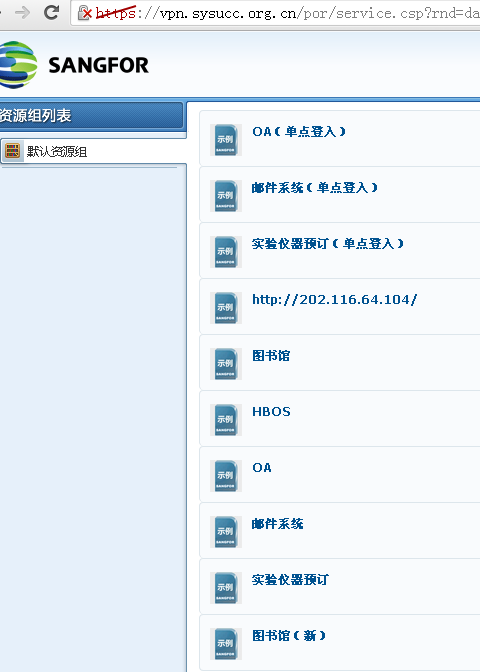 https://vpn.sysucc.org.cn/por/service.csp?rnd=da
SANGFOR
资源组列表
默认资源组
示例
SANGFOR
OA（单点登入）
示例
SANGFOR
邮件系统（单点登入）
示例
SANGFOR
实验仪器预订（单点登入）
示例
SANGFOR
http://202.116.64.104/
示例
SANGFOR
图书馆
示例
SANGFOR
HBOS
示例
SANGFOR
OA
示例
SANGFOR
邮件系统
示例
SANGFOR
实验仪器预订
示例
SANGFOR
图书馆（新）